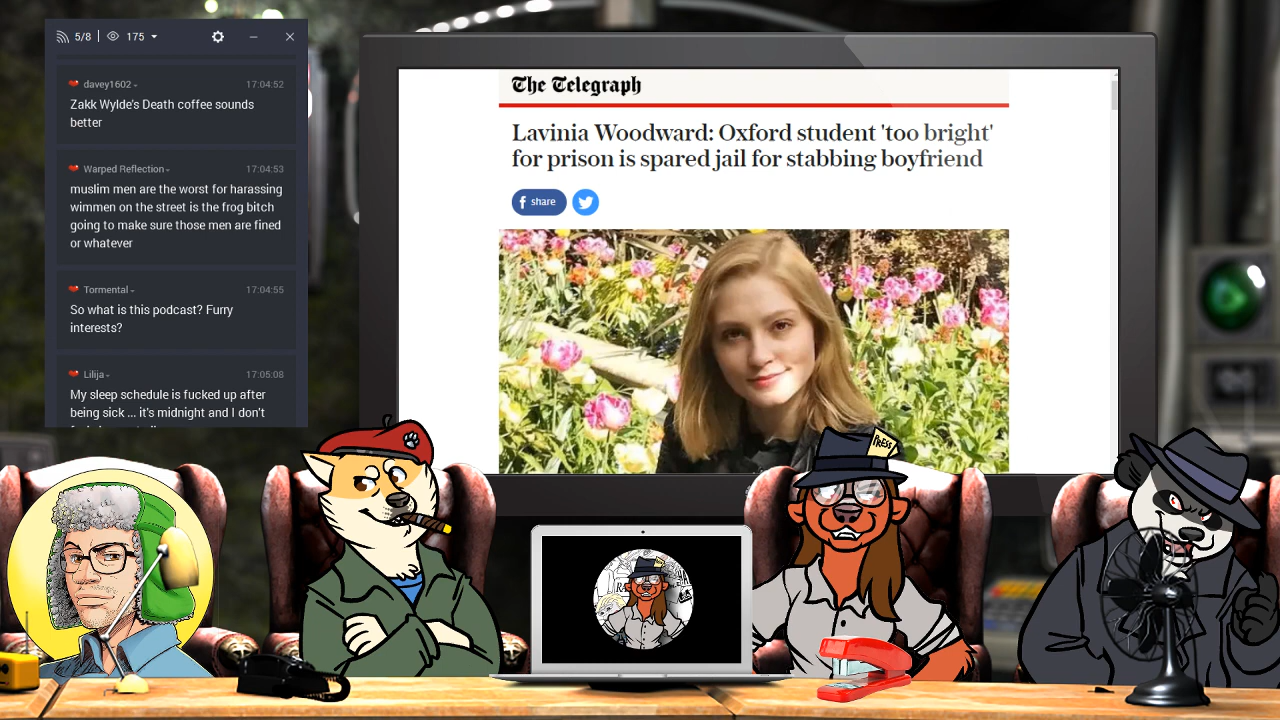 5/8
175
davey1602
17:04:52
Zakk Wylde's Death coffee sounds
better
Warped Reflection
17:04:53
muslim men are the worst for harassing
wimmen on the street is the frog bitch
going to make sure those men are fined
or whatever
Tormental
17:04:55
So what is this podcast? Furry
interests?
Lilija
17:05:08
My sleep schedule is fucked up after
being sick ... it's midnight and I don't
The Telegraph
Lavinia Woodward: Oxford student 'too bright'
for prison is spared jail for stabbing boyfriend
f share
PRESS